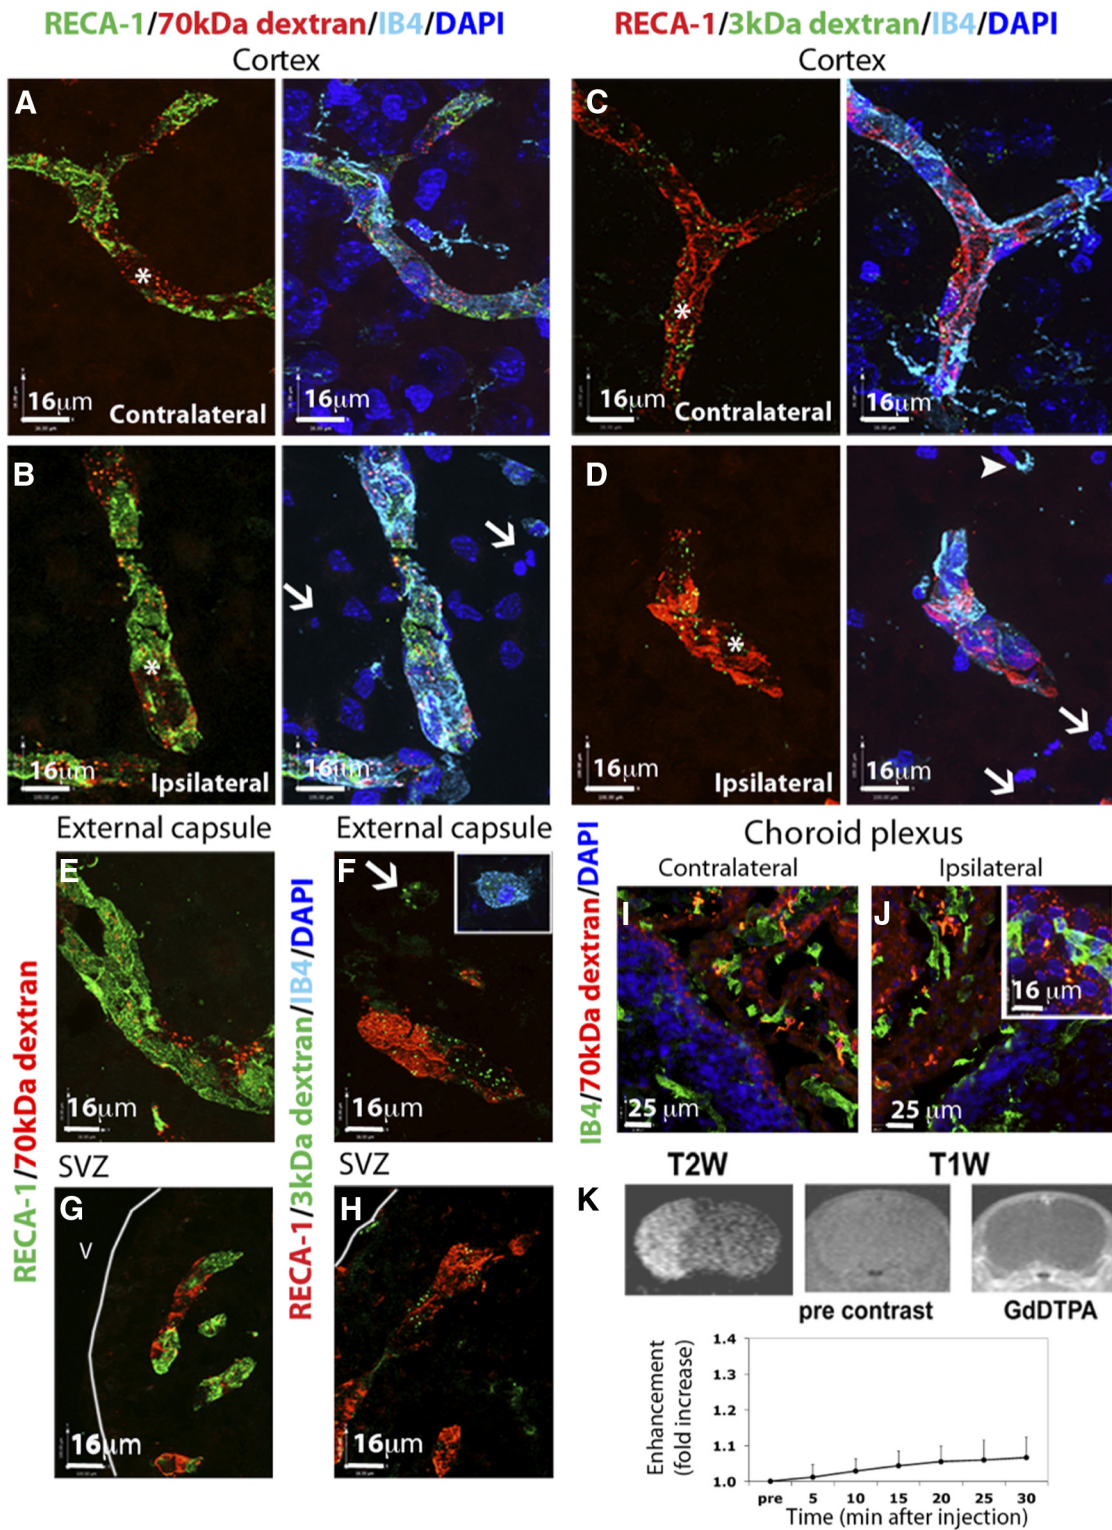 RECA-1/70kDa dextran/IB4/DAPI
Cortex
RECA-1/3kDa dextran/IB4/DAPI
Cortex
A
*
16μm
Contralateral
16μm
C
*
16μm
Contralateral
16μm
B
*
16μm
Ipsilateral
16μm
D
*
16μm
Ipsilateral
16μm
External capsule
External capsule
RECA-1/70kDa dextran
E
16μm
RECA-1/3kDa dextran/IB4/DAPI
F
16μm
SVZ
G
V
16μm
SVZ
H
16μm
Choroid plexus
Contralateral
Ipsilateral
IB4/70kDa dextran/DAPI
I
25 μm
J
16 μm
25 μm
K
T2W
T1W
pre contrast
GdDTPA
Enhancement
(fold increase)
1.4
1.3
1.2
1.1
1.0
pre 5 10 15 20 25 30
Time (min after injection)